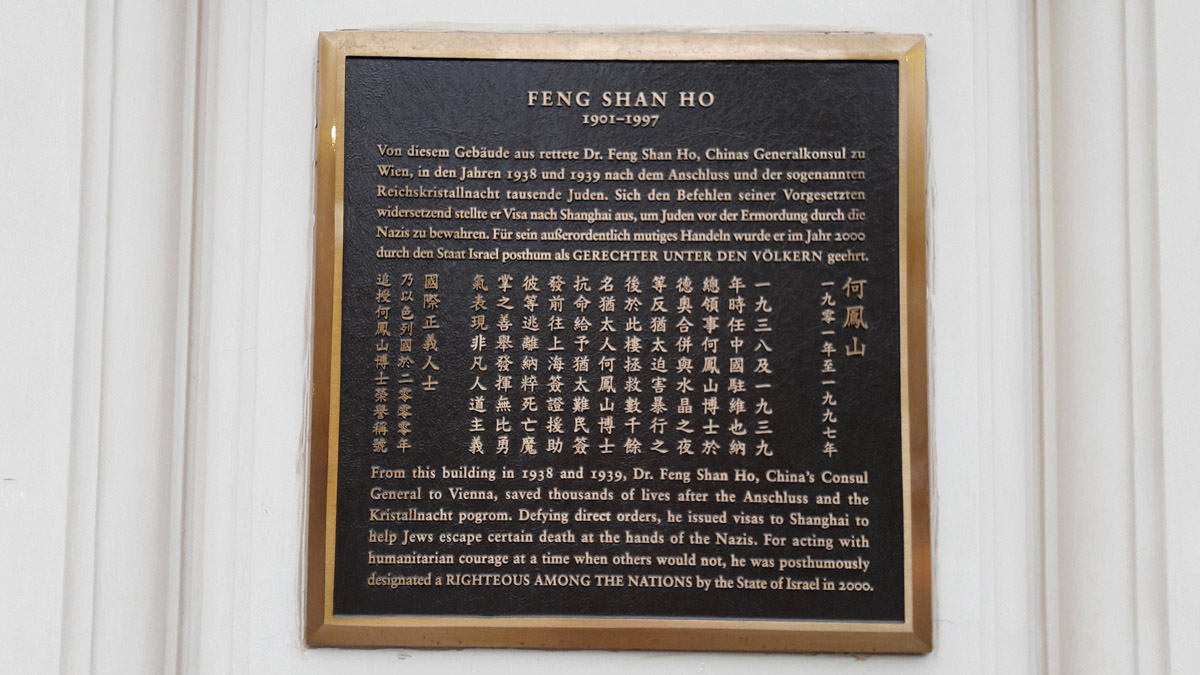 FENG SHAN HO
1901–1997
Von diesem Gebäude aus rettete Dr. Feng Shan Ho, Chinas Generalkonsul zu
Wien, in den Jahren 1938 und 1939 nach dem Anschluss und der sogenannten
Reichskristallnacht tausende Juden. Sich den Befehlen seiner Vorgesetzten
widersetzend stellte er Visa nach Shanghai aus, um Juden vor der Ermordung durch die
Nazis zu bewahren. Für sein außerordentlich mutiges Handeln wurde er im Jahr 2000
durch den Staat Israel posthum als GERECHTER UNTER DEN VÖLKERN geehrt.
何鳳山
一九零一年至一九九七年
一九三八及一九三九
年時任中國駐維也納
總領事何鳳山博士於
德奧合併與水晶之夜
等反猶太迫害暴行之
後於此樓拯救數千餘
名猶太人何鳳山博士
抗命給予猶太難民簽
發前往上海簽證援助
彼等逃離納粹死亡魔
掌之善舉發揮無比勇
氣表現非凡人道主義
國際正義人士
乃以色列國於二零零零年
追授何鳳山博士榮譽稱號
From this building in 1938 and 1939, Dr. Feng Shan Ho, China's Consul
General to Vienna, saved thousands of lives after the Anschluss and the
Kristallnacht pogrom. Defying direct orders, he issued visas to Shanghai to
help Jews escape certain death at the hands of the Nazis. For acting with
humanitarian courage at a time when others would not, he was posthumously
designated a RIGHTEOUS AMONG THE NATIONS by the State of Israel in 2000.